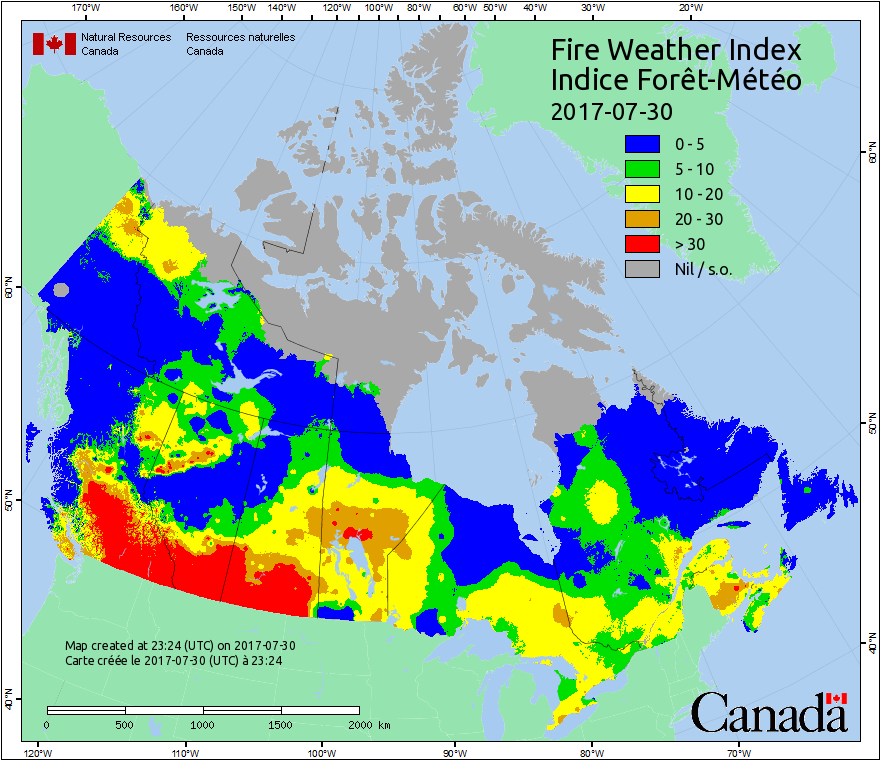 170°W 160°W 150°W 140°W 130°W 120°W 110°W 100°W 90°W 80°W 70°W 60°W 50°W 40°W 30°W 20°W
Natural Resources Canada
Ressources naturelles Canada
Fire Weather Index
Indice Forêt-Météo
2017-07-30
0 - 5
5 - 10
10 - 20
20 - 30
> 30
Nil / s.o.
60°N
50°N
40°N
60°N
50°N
40°N
Map created at 23:24 (UTC) on 2017-07-30
Carte créée le 2017-07-30 (UTC) à 23:24
0 500 1000 1500 2000 km
Canada
120°W 110°W 100°W 90°W 80°W 70°W